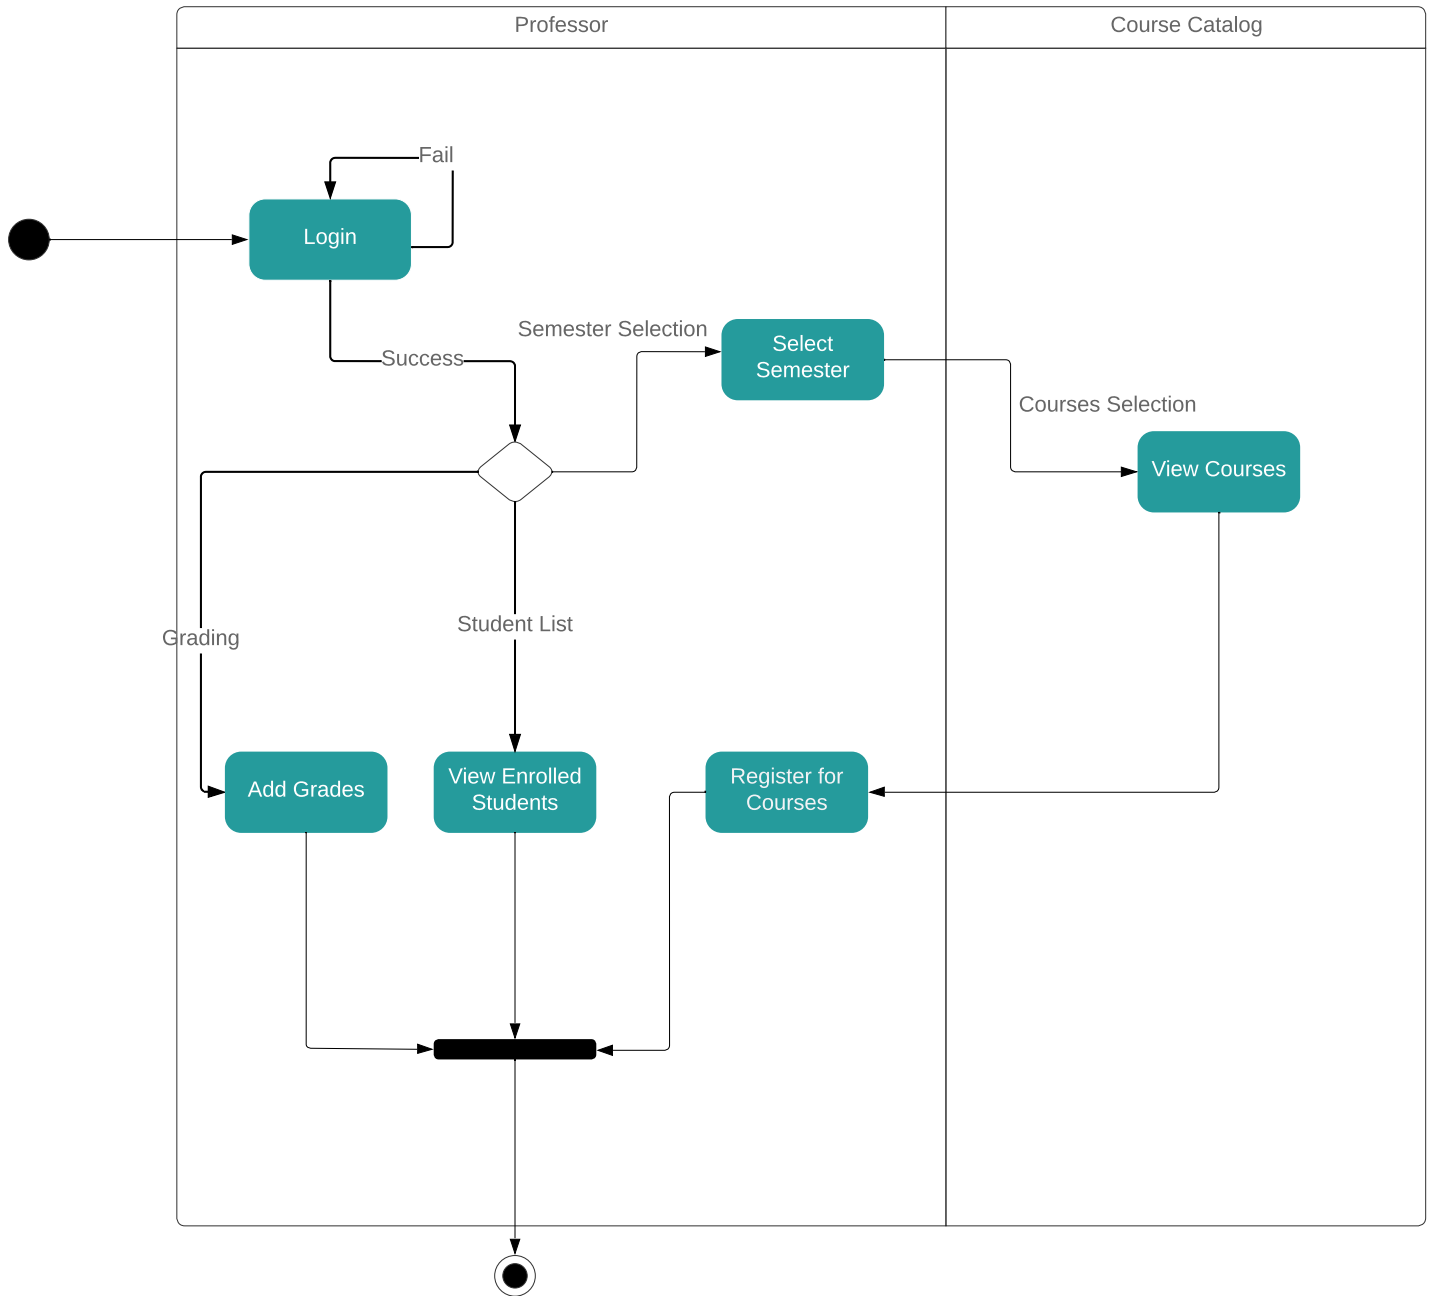 Professor
Course Catalog
Fail
Login
Semester Selection
Select
Semester
Success
Courses Selection
View Courses
Student List
Grading
Add Grades
View Enrolled
Students
Register for
Courses